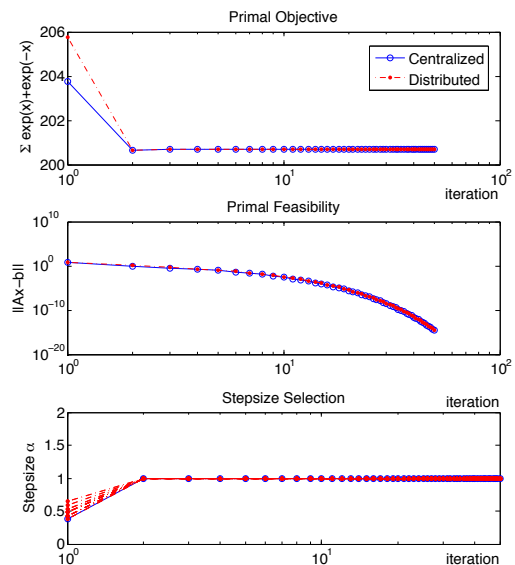 Primal Objective
206
204
202
200
Σ exp(x)+exp(−x)
Centralized
Distributed
10^0
10^1
10^2
iteration
Primal Feasibility
10^10
10^0
10^−10
10^−20
||Ax−b||
10^0
10^1
10^2
iteration
Stepsize Selection
2
1.5
1
0.5
0
Stepsize α
10^0
10^1
iteration